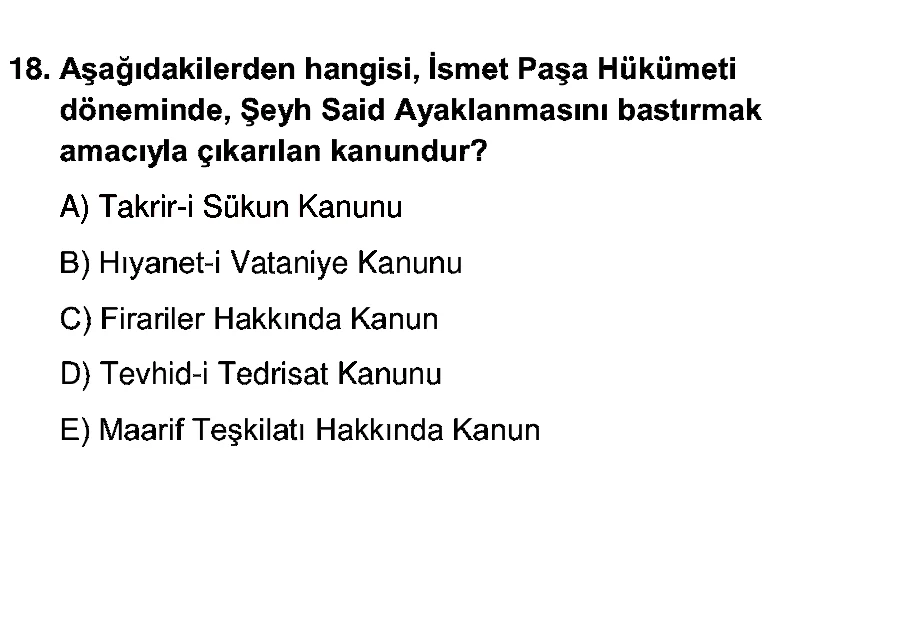 18. Aşağıdakilerden hangisi, İsmet Paşa Hükümeti
döneminde, Şeyh Said Ayaklanmasını bastırmak
amacıyla çıkarılan kanundur?
A) Takrir-i Sükun Kanunu
B) Hıyanet-i Vataniye Kanunu
C) Firariler Hakkında Kanun
D) Tevhid-i Tedrisat Kanunu
E) Maarif Teşkilatı Hakkında Kanun